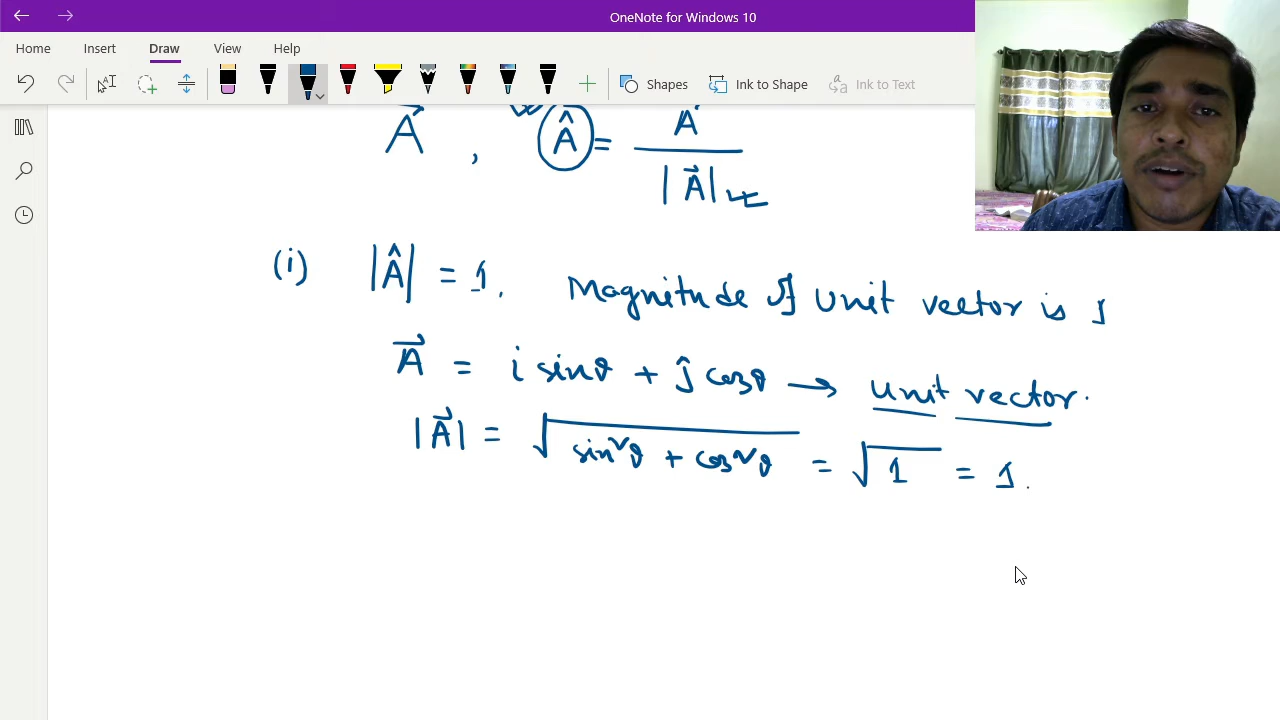 OneNote for Windows 10
Home Insert Draw View Help
Shapes Ink to Shape Ink to Text
A⃗ , Â = A⃗ / |A⃗|
(i) |Â| = 1. Magnitude of unit vector is 1
A⃗ = i sinθ + ĵ cosθ → unit vector.
|A⃗| = √(sin²θ + cos²θ) = √1 = 1.